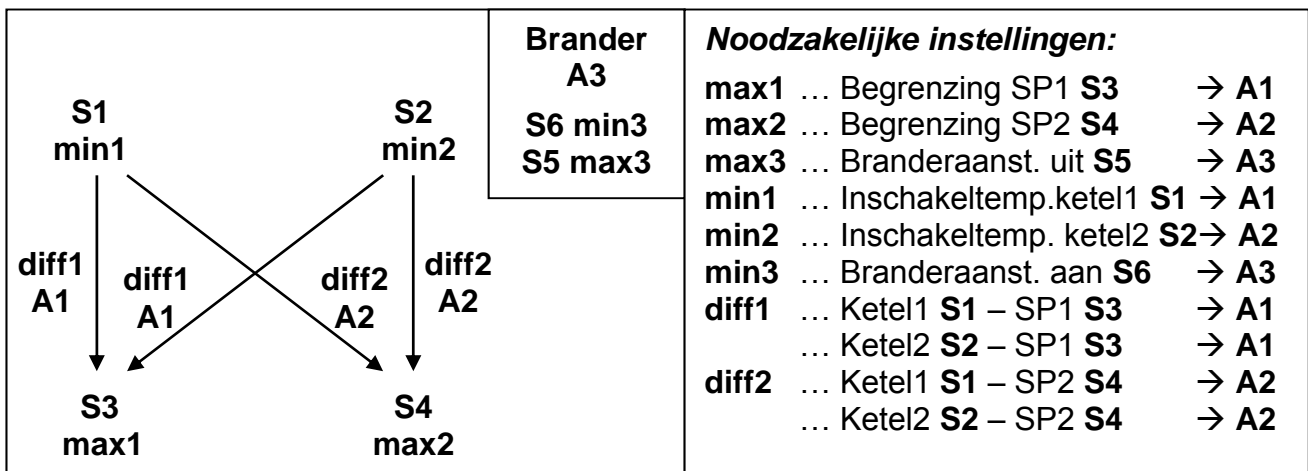 S1
min1
S2
min2
diff1
A1
diff1
A1
diff2
A2
diff2
A2
S3
max1
S4
max2
Brander
A3
S6 min3
S5 max3
Noodzakelijke instellingen:
max1 … Begrenzing SP1 S3 → A1
max2 … Begrenzing SP2 S4 → A2
max3 … Branderaanst. uit S5 → A3
min1 … Inschakeltemp.ketel1 S1 → A1
min2 … Inschakeltemp. ketel2 S2→ A2
min3 … Branderaanst. aan S6 → A3
diff1 … Ketel1 S1 – SP1 S3 → A1
… Ketel2 S2 – SP1 S3 → A1
diff2 … Ketel1 S1 – SP2 S4 → A2
… Ketel2 S2 – SP2 S4 → A2